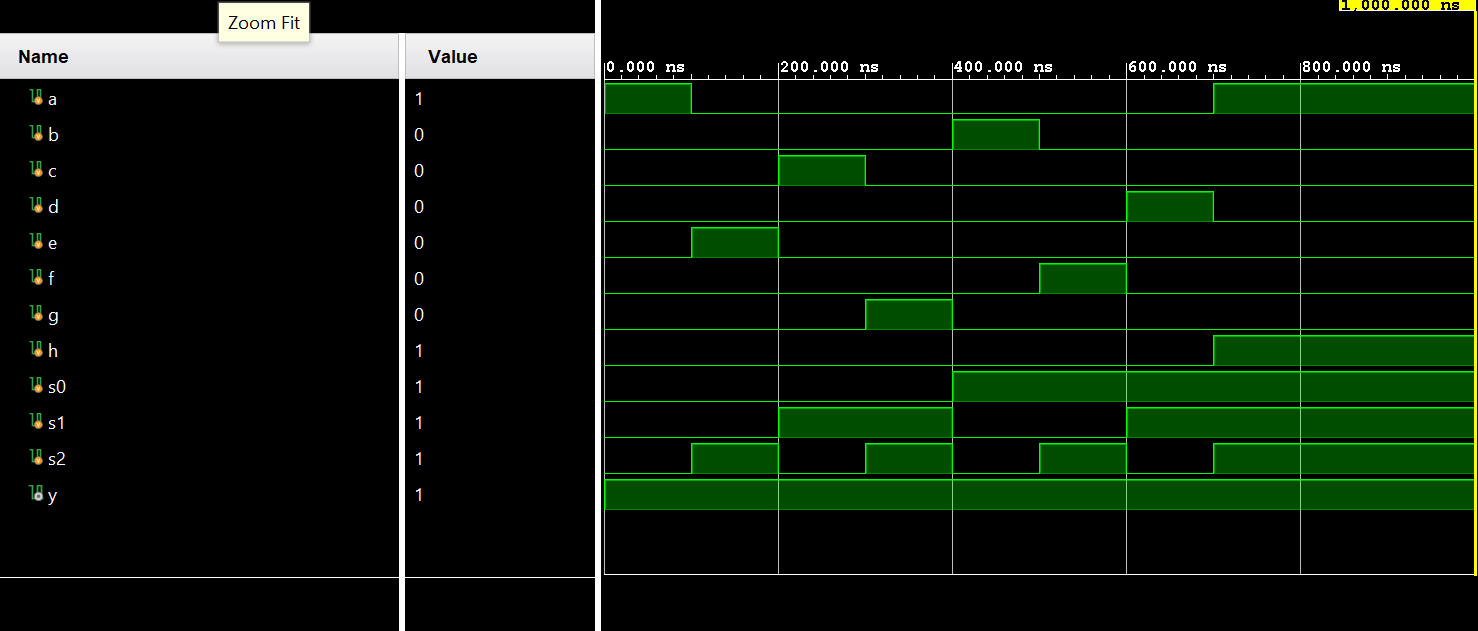 1,000.000 ns
Zoom Fit
Name Value
0.000 ns 200.000 ns 400.000 ns 600.000 ns 800.000 ns
a 1
b 0
c 0
d 0
e 0
f 0
g 0
h 1
s0 1
s1 1
s2 1
y 1